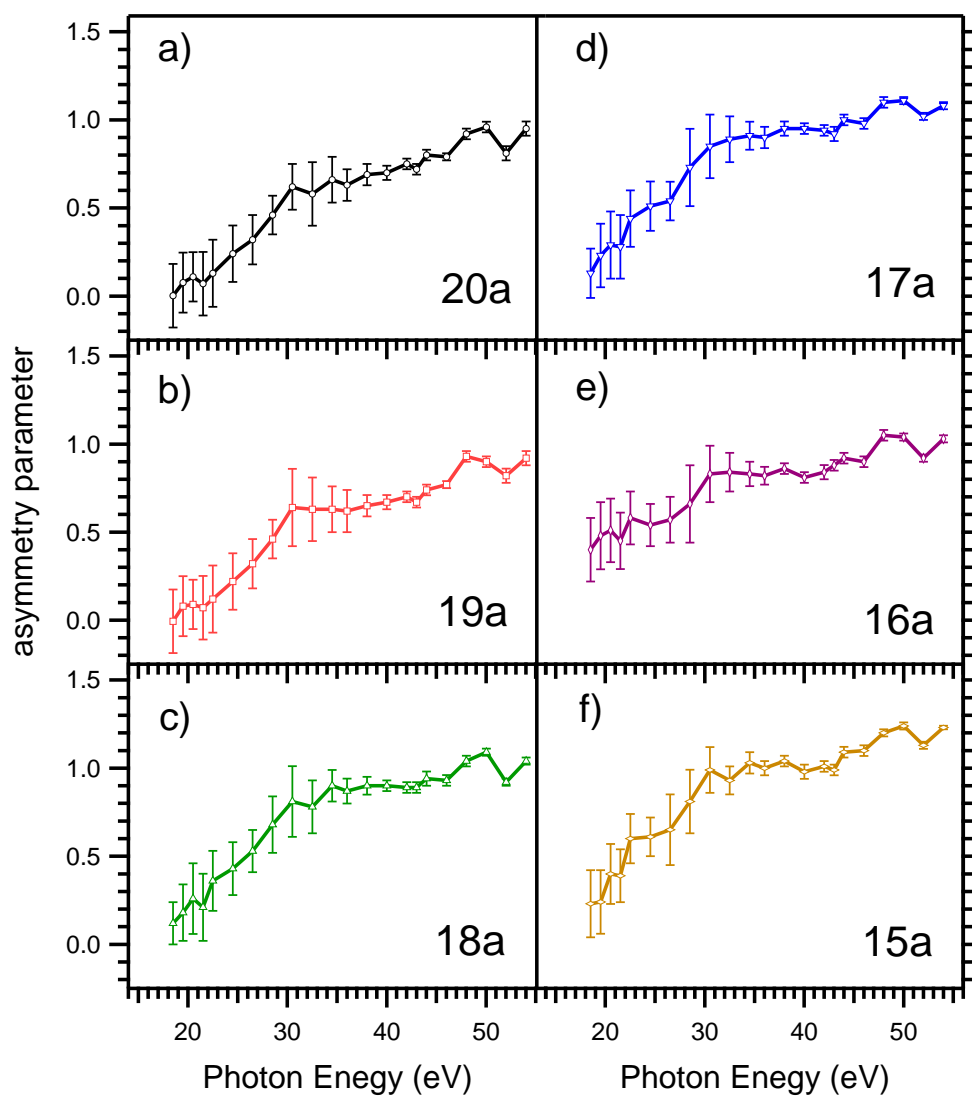 asymmetry parameter
a)
1.5
1.0
0.5
0.0
20a
d)
17a
b)
1.5
1.0
0.5
0.0
19a
e)
16a
c)
1.5
1.0
0.5
0.0
18a
f)
15a
20 30 40 50
20 30 40 50
Photon Enegy (eV)
Photon Enegy (eV)